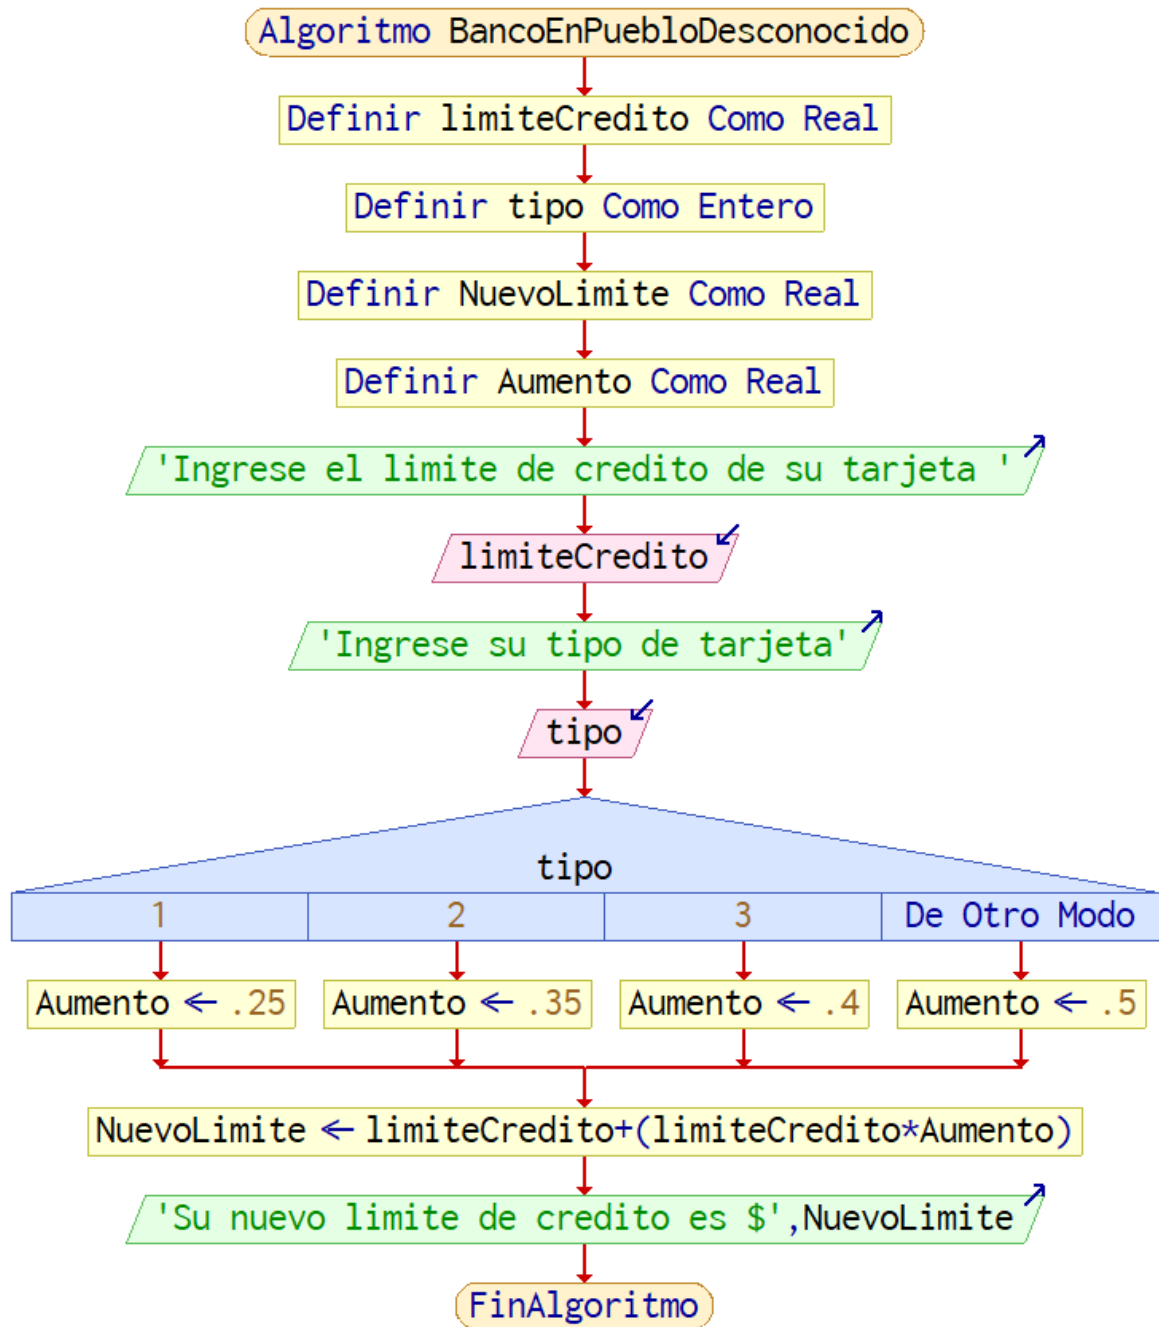 Algoritmo BancoEnPuebloDesconocido
Definir limiteCredito Como Real
Definir tipo Como Entero
Definir NuevoLimite Como Real
Definir Aumento Como Real
'Ingrese el limite de credito de su tarjeta '
limiteCredito
'Ingrese su tipo de tarjeta'
tipo
tipo
1 2 3 De Otro Modo
Aumento ← .25 Aumento ← .35 Aumento ← .4 Aumento ← .5
NuevoLimite ← limiteCredito+(limiteCredito*Aumento)
'Su nuevo limite de credito es $',NuevoLimite
FinAlgoritmo